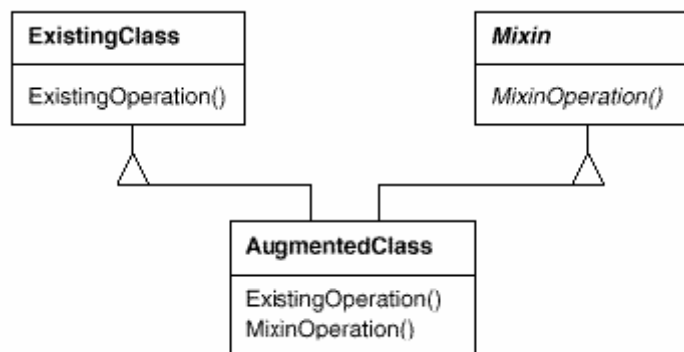 ExistingClass
Mixin
ExistingOperation()
MixinOperation()
AugmentedClass
ExistingOperation()
MixinOperation()